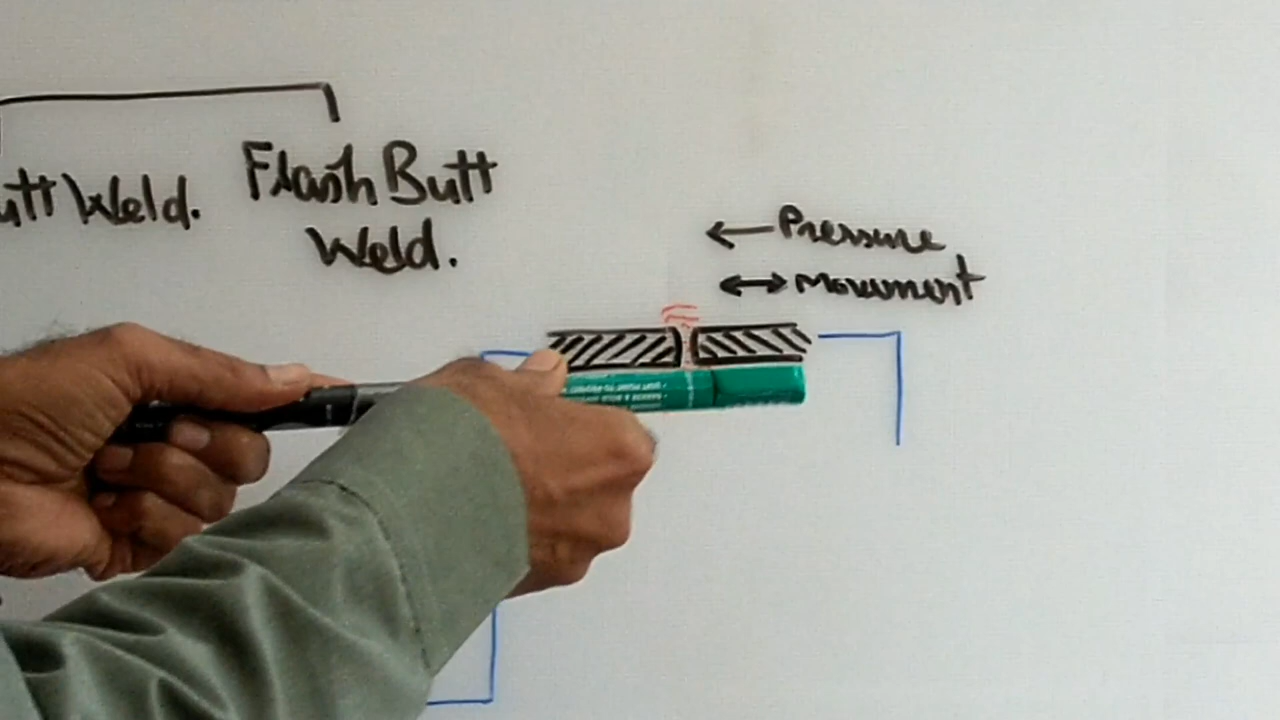 utt Weld.
Flash Butt
Weld.
← Pressure
↔ Movement